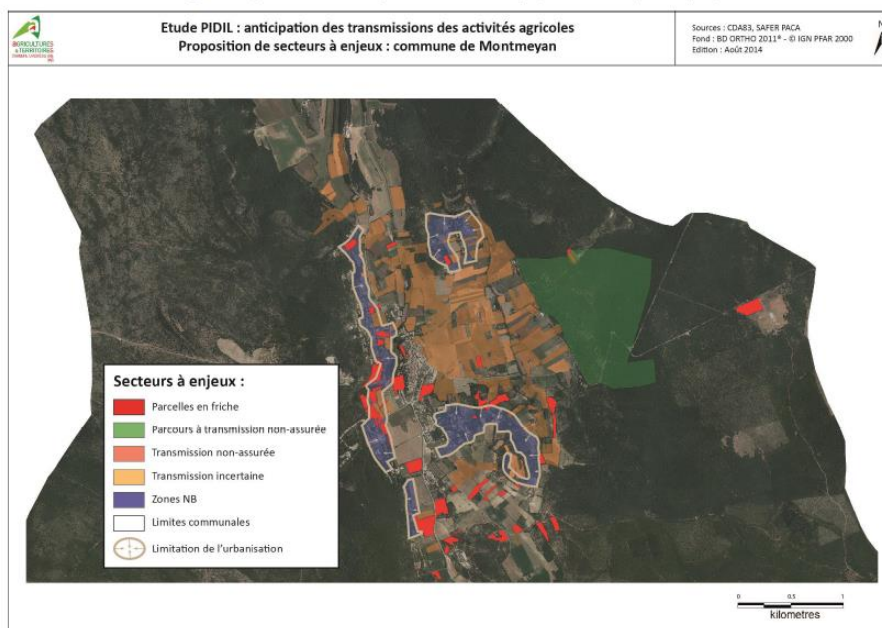 Etude PIDIL : anticipation des transmissions des activités agricoles
Proposition de secteurs à enjeux : commune de Montmeyan
Sources : CDA83, SAFER PACA
Fond : BD ORTHO 2011® - © IGN PFAR 2000
Edition : Août 2014
N
AGRICULTURES
& TERRITOIRES
Secteurs à enjeux :
Parcelles en friche
Parcours à transmission non-assurée
Transmission non-assurée
Transmission incertaine
Zones NB
Limites communales
Limitation de l'urbanisation
0 0.5 1
kilometres